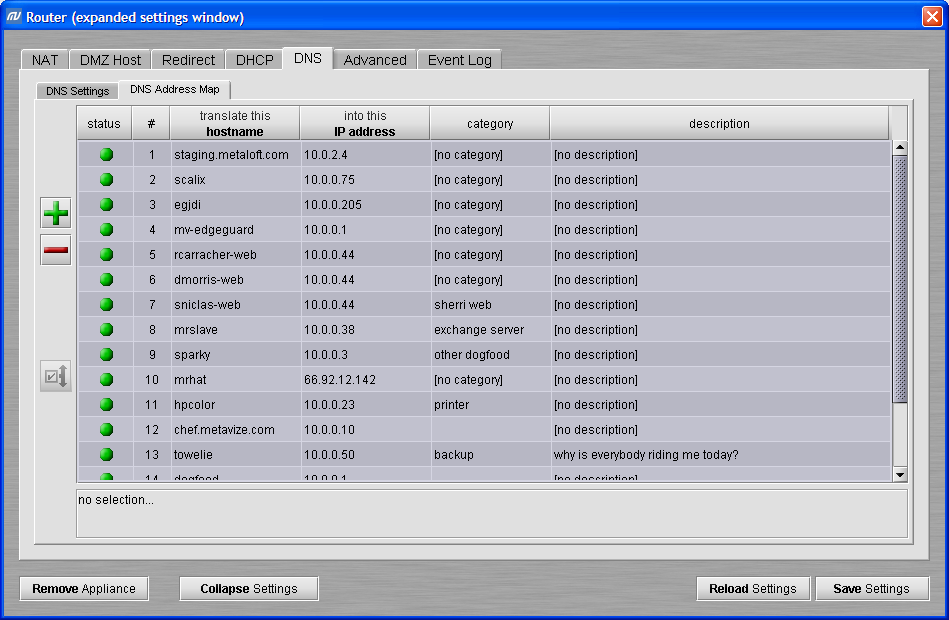 Router (expanded settings window)
NAT DMZ Host Redirect DHCP DNS Advanced Event Log
DNS Settings DNS Address Map
status # translate this hostname into this IP address category description
1 staging.metaloft.com 10.0.2.4 [no category] [no description]
2 scalix 10.0.0.75 [no category] [no description]
3 egjdi 10.0.0.205 [no category] [no description]
4 mv-edgeguard 10.0.0.1 [no category] [no description]
5 rcarracher-web 10.0.0.44 [no category] [no description]
6 dmorris-web 10.0.0.44 [no category] [no description]
7 sniclas-web 10.0.0.44 sherri web [no description]
8 mrslave 10.0.0.38 exchange server [no description]
9 sparky 10.0.0.3 other dogfood [no description]
10 mrhat 66.92.12.142 [no category] [no description]
11 hpcolor 10.0.0.23 printer [no description]
12 chef.metavize.com 10.0.0.10 [no description]
13 towelie 10.0.0.50 backup why is everybody riding me today?
14 dogfood 10.0.0.1 [no description]
no selection...
Remove Appliance Collapse Settings Reload Settings Save Settings